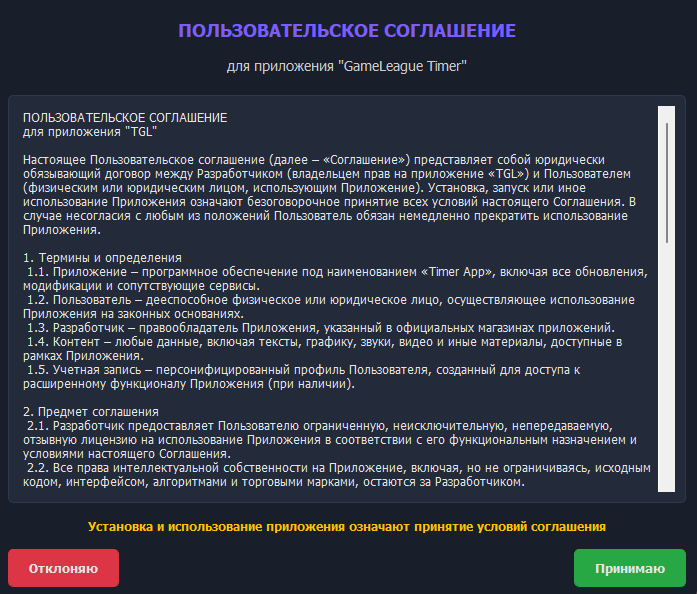 ПОЛЬЗОВАТЕЛЬСКОЕ СОГЛАШЕНИЕ
для приложения "GameLeague Timer"
ПОЛЬЗОВАТЕЛЬСКОЕ СОГЛАШЕНИЕ
для приложения "TGL"
Настоящее Пользовательское соглашение (далее – «Соглашение») представляет собой юридически
обязывающий договор между Разработчиком (владельцем прав на приложение «TGL») и Пользователем
(физическим или юридическим лицом, использующим Приложение). Установка, запуск или иное
использование Приложения означают безоговорочное принятие всех условий настоящего Соглашения. В
случае несогласия с любым из положений Пользователь обязан немедленно прекратить использование
Приложения.
1. Термины и определения
1.1. Приложение – программное обеспечение под наименованием «Timer App», включая все обновления,
модификации и сопутствующие сервисы.
1.2. Пользователь – дееспособное физическое или юридическое лицо, осуществляющее использование
Приложения на законных основаниях.
1.3. Разработчик – правообладатель Приложения, указанный в официальных магазинах приложений.
1.4. Контент – любые данные, включая тексты, графику, звуки, видео и иные материалы, доступные в
рамках Приложения.
1.5. Учетная запись – персонифицированный профиль Пользователя, созданный для доступа к
расширенному функционалу Приложения (при наличии).
2. Предмет соглашения
2.1. Разработчик предоставляет Пользователю ограниченную, неисключительную, непередаваемую,
отзывную лицензию на использование Приложения в соответствии с его функциональным назначением и
условиями настоящего Соглашения.
2.2. Все права интеллектуальной собственности на Приложение, включая, но не ограничиваясь, исходным
кодом, интерфейсом, алгоритмами и торговыми марками, остаются за Разработчиком.
Установка и использование приложения означают принятие условий соглашения
Отклоняю
Принимаю